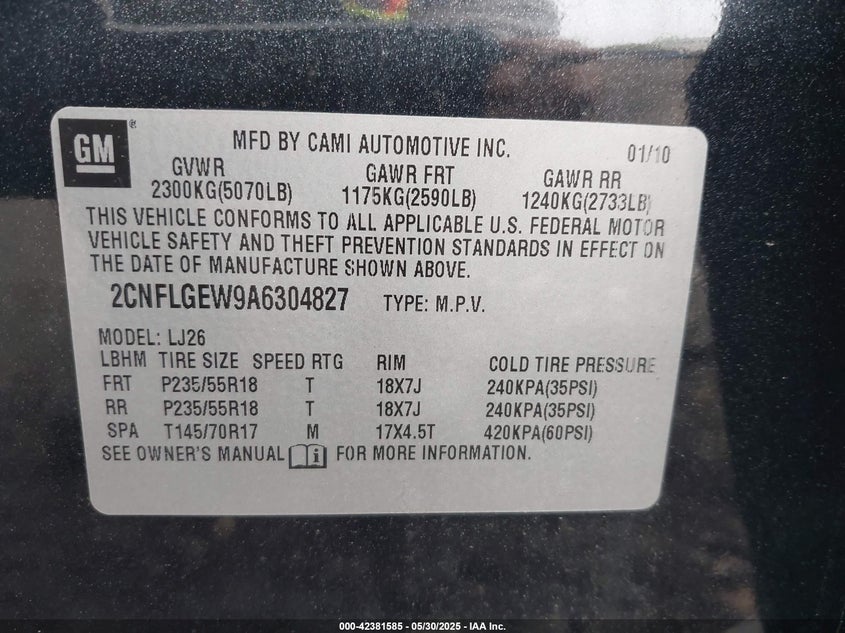 GM ®
MFD BY CAMI AUTOMOTIVE INC. 01/10
GVWR GAWR FRT GAWR RR
2300KG(5070LB) 1175KG(2590LB) 1240KG(2733LB)
THIS VEHICLE CONFORMS TO ALL APPLICABLE U.S. FEDERAL MOTOR
VEHICLE SAFETY AND THEFT PREVENTION STANDARDS IN EFFECT ON
THE DATE OF MANUFACTURE SHOWN ABOVE.
2CNFLGEW9A6304827 TYPE: M.P.V.
MODEL: LJ26
LBHM TIRE SIZE SPEED RTG RIM COLD TIRE PRESSURE
FRT P235/55R18 T 18X7J 240KPA(35PSI)
RR P235/55R18 T 18X7J 240KPA(35PSI)
SPA T145/70R17 M 17X4.5T 420KPA(60PSI)
SEE OWNER'S MANUAL i FOR MORE INFORMATION.
000-42381585 - 05/30/2025 - IAA Inc.